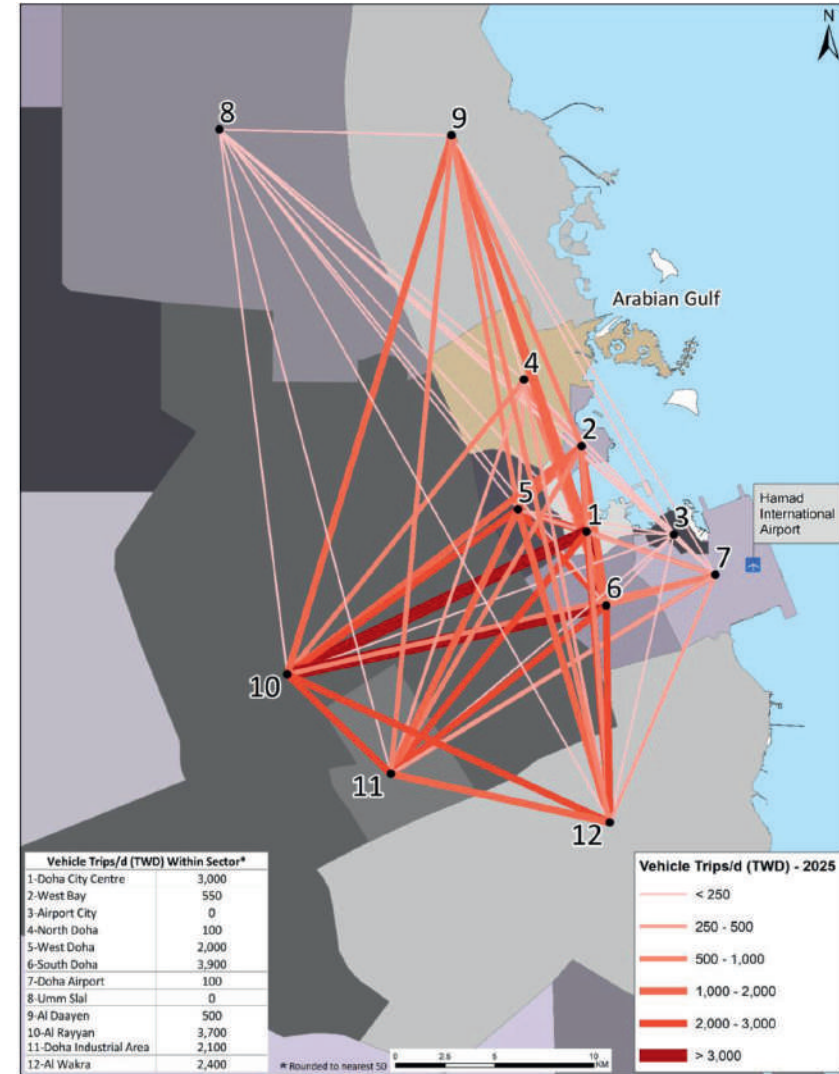 N
8
9
Arabian Gulf
4
2
5
1
3
Hamad
International
Airport
7
6
10
11
12
Vehicle Trips/d (TWD) Within Sector*
1-Doha City Centre 3,000
2-West Bay 550
3-Airport City 0
4-North Doha 100
5-West Doha 2,000
6-South Doha 3,900
7-Doha Airport 100
8-Umm Slal 0
9-Al Daayen 500
10-Al Rayyan 3,700
11-Doha Industrial Area 2,100
12-Al Wakra 2,400
* Rounded to nearest 50
0 2.5 5 10
KM
Vehicle Trips/d (TWD) - 2025
< 250
250 - 500
500 - 1,000
1,000 - 2,000
2,000 - 3,000
> 3,000